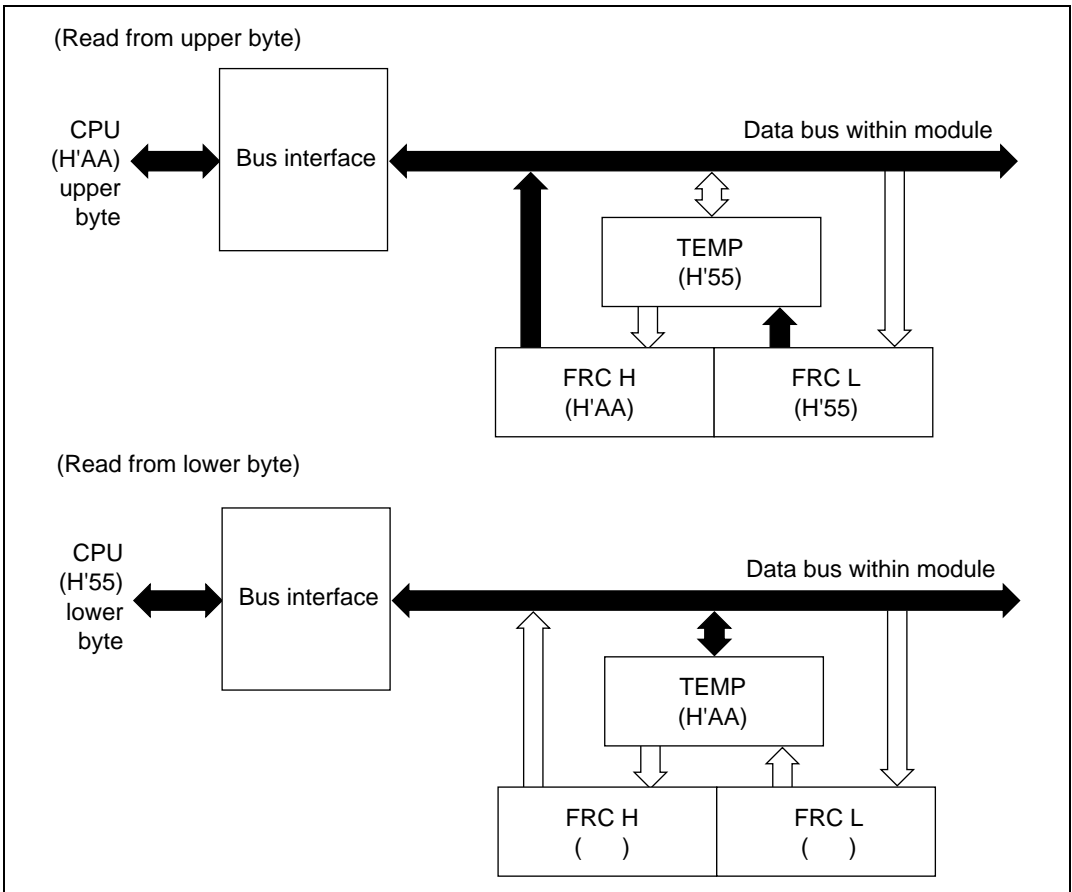 (Read from upper byte)
CPU
(H'AA)
upper
byte
Bus interface
Data bus within module
TEMP
(H'55)
FRC H
(H'AA)
FRC L
(H'55)
(Read from lower byte)
CPU
(H'55)
lower
byte
Bus interface
Data bus within module
TEMP
(H'AA)
FRC H
( )
FRC L
( )